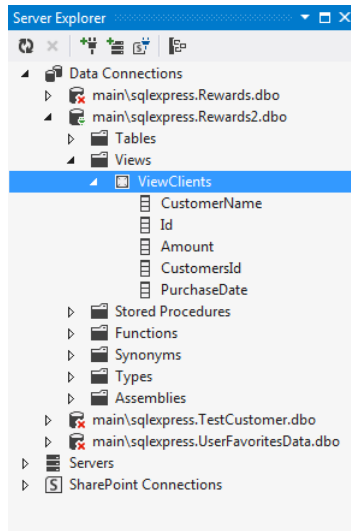 Server Explorer
Data Connections
main\sqlexpress.Rewards.dbo
main\sqlexpress.Rewards2.dbo
Tables
Views
ViewClients
CustomerName
Id
Amount
CustomersId
PurchaseDate
Stored Procedures
Functions
Synonyms
Types
Assemblies
main\sqlexpress.TestCustomer.dbo
main\sqlexpress.UserFavoritesData.dbo
Servers
SharePoint Connections